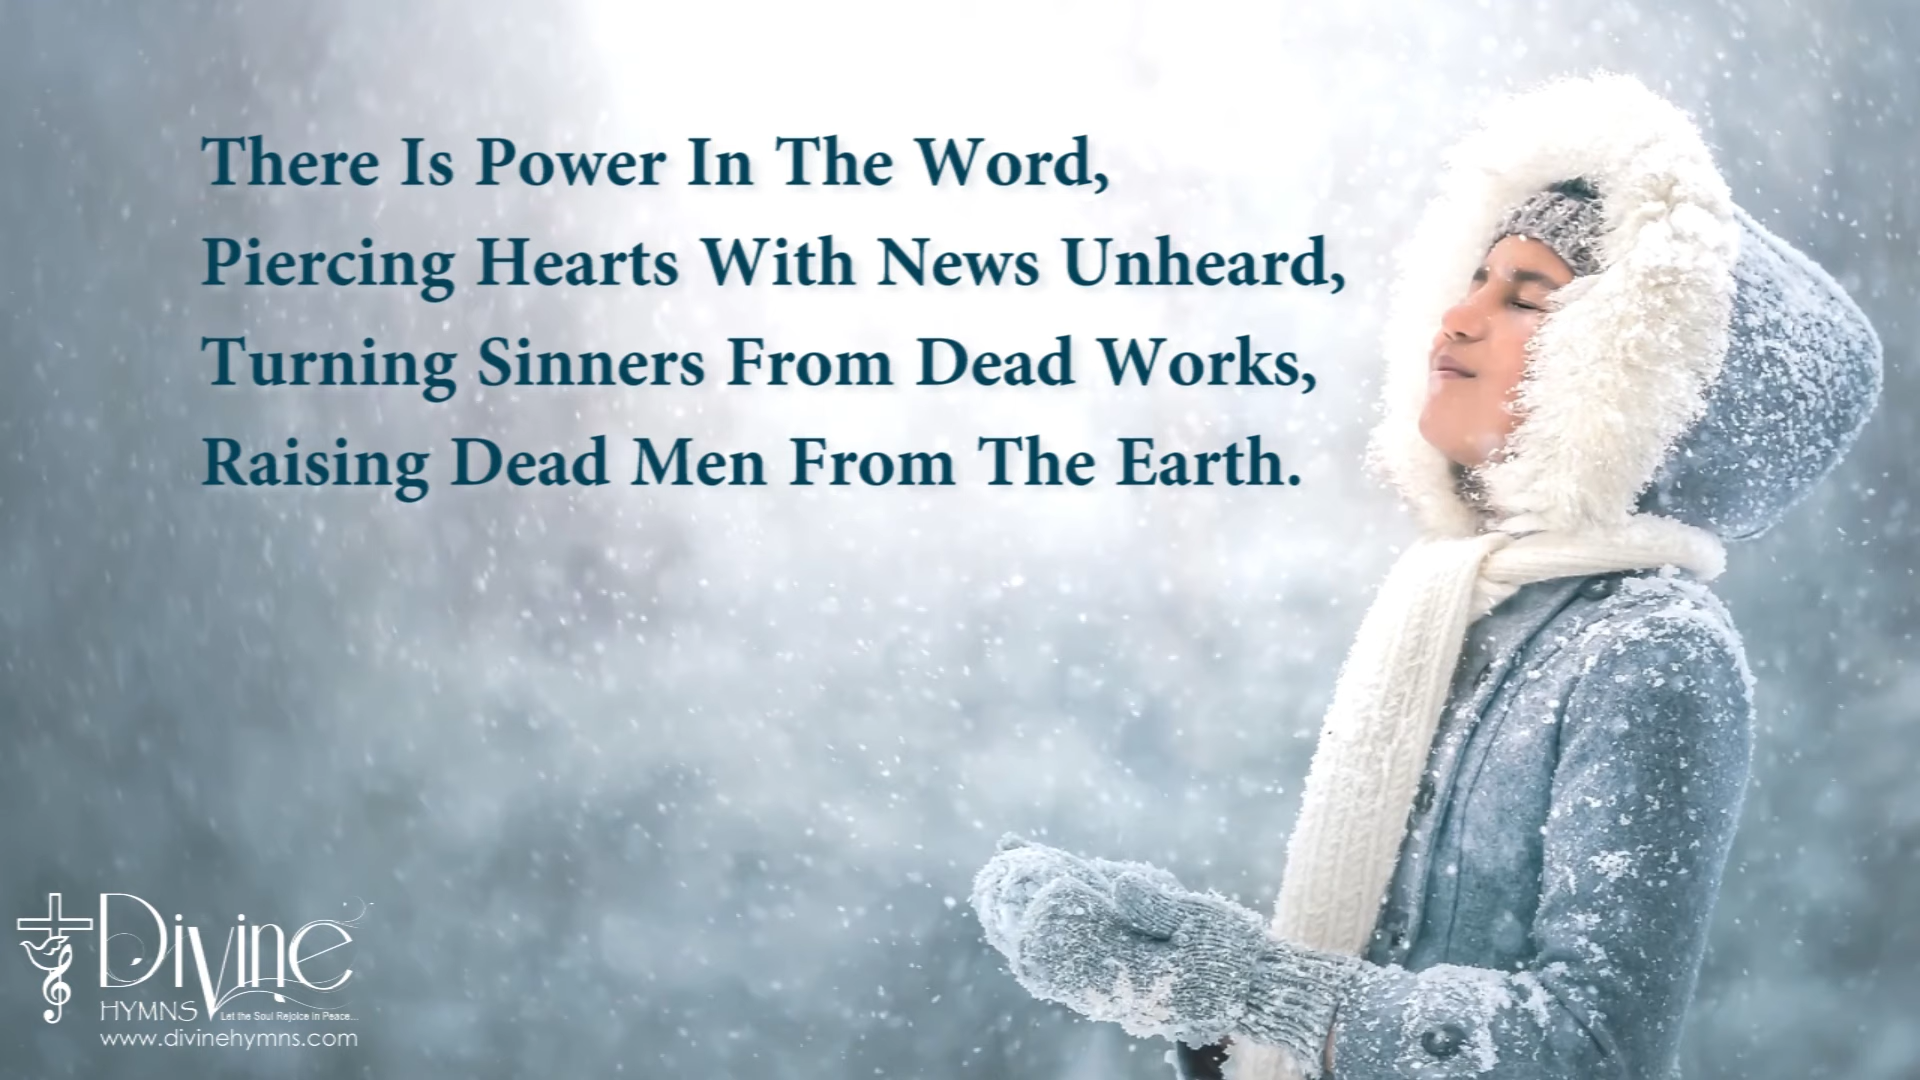 There Is Power In The Word,
Piercing Hearts With News Unheard,
Turning Sinners From Dead Works,
Raising Dead Men From The Earth.
Divine
HYMNS
Let the Soul Rejoice in Peace...
www.divinehymns.com